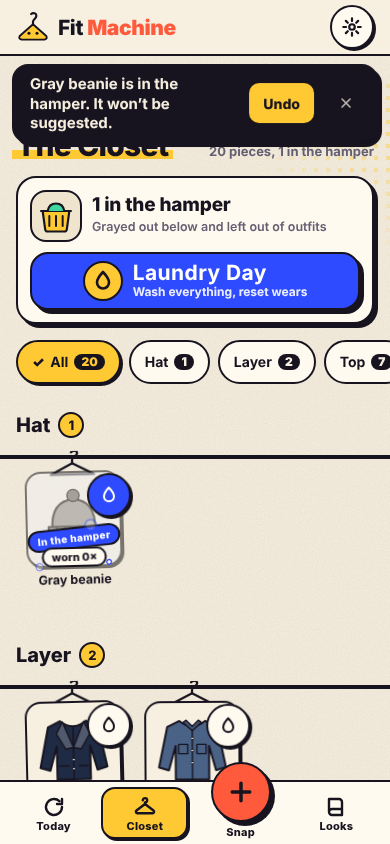 Fit Machine
Gray beanie is in the
hamper. It won’t be
suggested.
Undo
The Closet
20 pieces, 1 in the hamper
1 in the hamper
Grayed out below and left out of outfits
Laundry Day
Wash everything, reset wears
All 20
Hat 1
Layer 2
Top 7
Hat 1
In the hamper
worn 0×
Gray beanie
Layer 2
Today
Closet
Snap
Looks